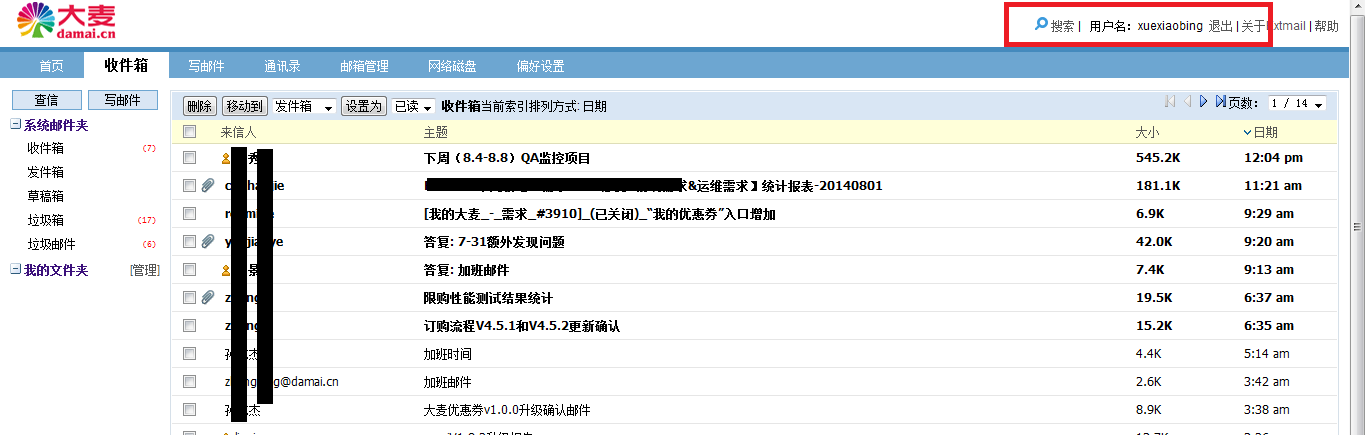 大麦
damai.cn
搜索 | 用户名：xuexiaobing 退出 | 关于Extmail | 帮助
首页 收件箱 写邮件 通讯录 邮箱管理 网络磁盘 偏好设置
查信 写邮件
删除 移动到 发件箱 设置为 已读 收件箱当前索引排列方式: 日期 页数: 1 / 14
系统邮件夹
来信人 主题 大小 日期
收件箱 (7)
秀 下周（8.4-8.8）QA监控项目 545.2K 12:04 pm
发件箱
&运维需求】统计报表-20140801 181.1K 11:21 am
草稿箱
[我的大麦_-_需求_#3910]_(已关闭)_“我的优惠券”入口增加 6.9K 9:29 am
垃圾箱 (17)
答复: 7-31额外发现问题 42.0K 9:20 am
垃圾邮件 (6)
我的文件夹 [管理]
景 答复: 加班邮件 7.4K 9:13 am
限购性能测试结果统计 19.5K 6:37 am
订购流程V4.5.1和V4.5.2更新确认 15.2K 6:35 am
杰 加班时间 4.4K 5:14 am
@damai.cn 加班邮件 2.6K 3:42 am
杰 大麦优惠券v1.0.0升级确认邮件 8.9K 3:38 am